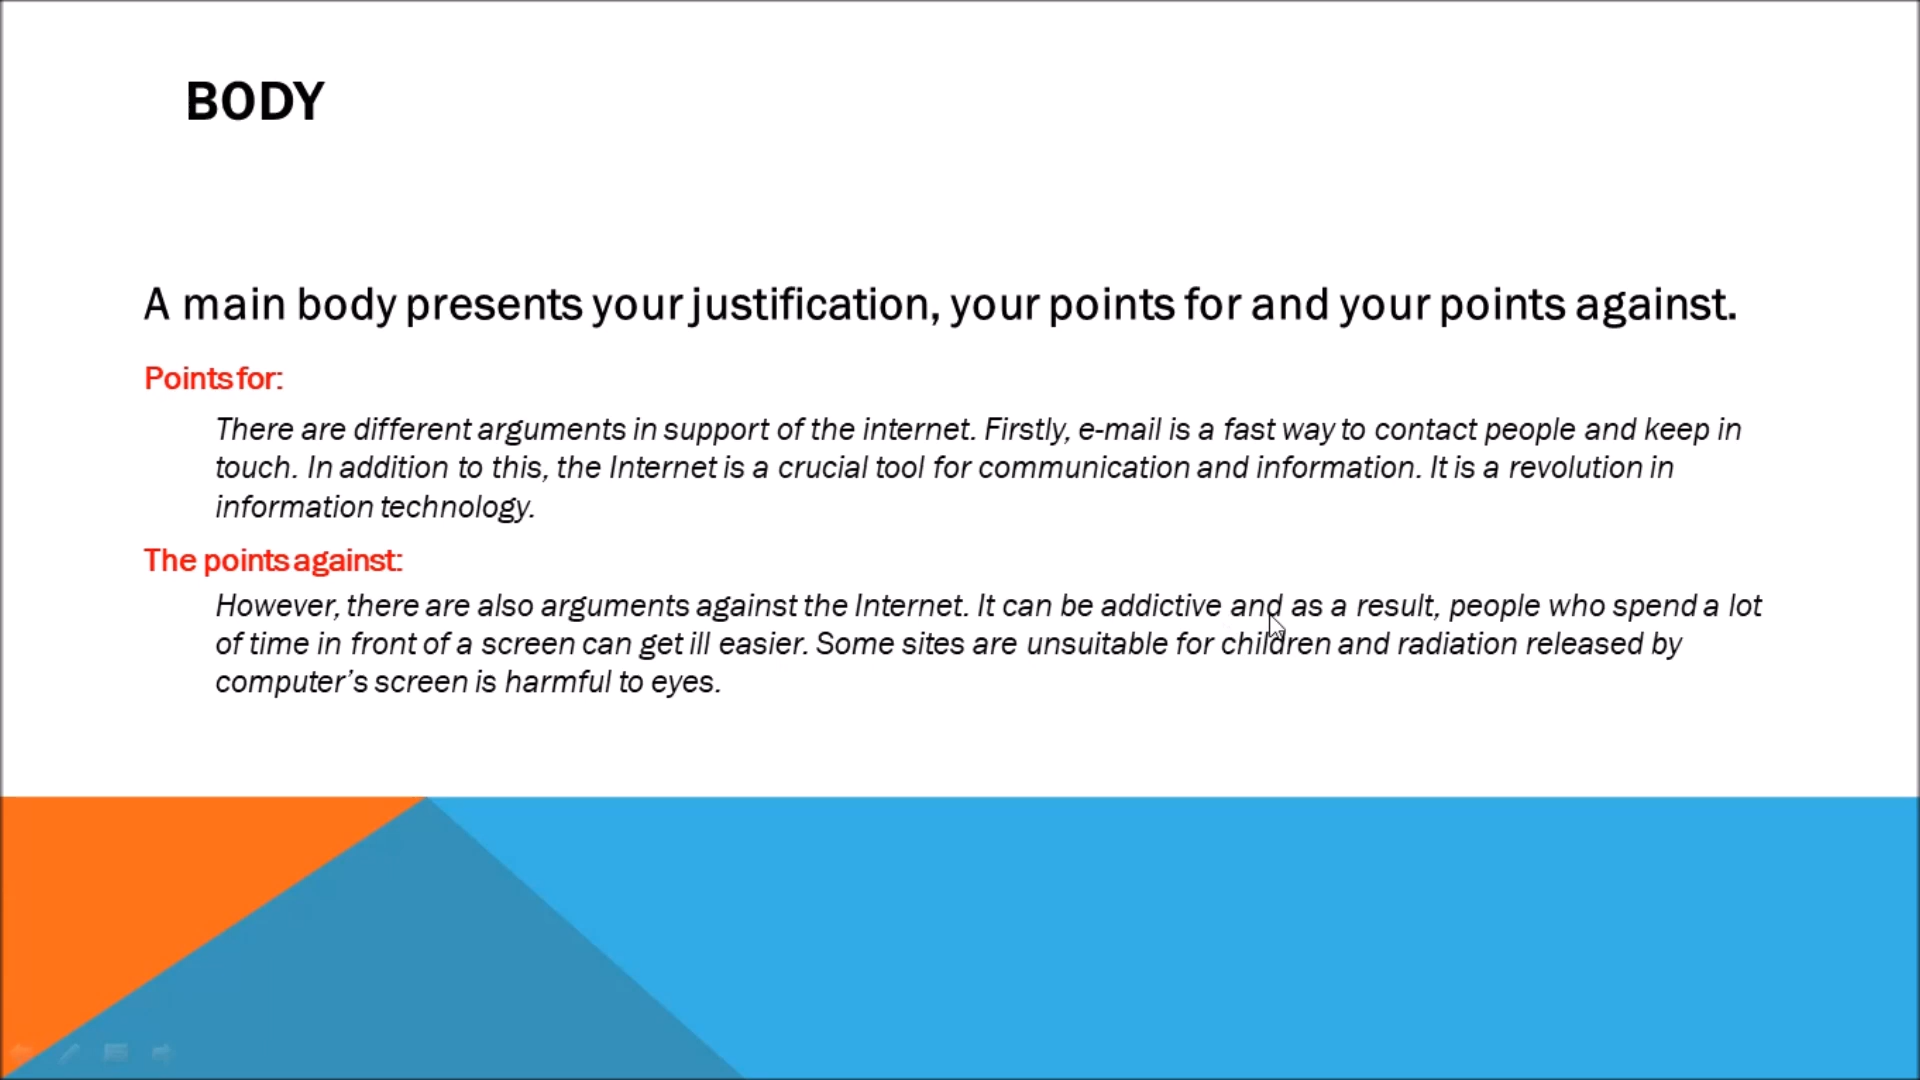 BODY
A main body presents your justification, your points for and your points against.
Points for:
There are different arguments in support of the internet. Firstly, e-mail is a fast way to contact people and keep in
touch. In addition to this, the Internet is a crucial tool for communication and information. It is a revolution in
information technology.
The points against:
However, there are also arguments against the Internet. It can be addictive and as a result, people who spend a lot
of time in front of a screen can get ill easier. Some sites are unsuitable for children and radiation released by
computer’s screen is harmful to eyes.